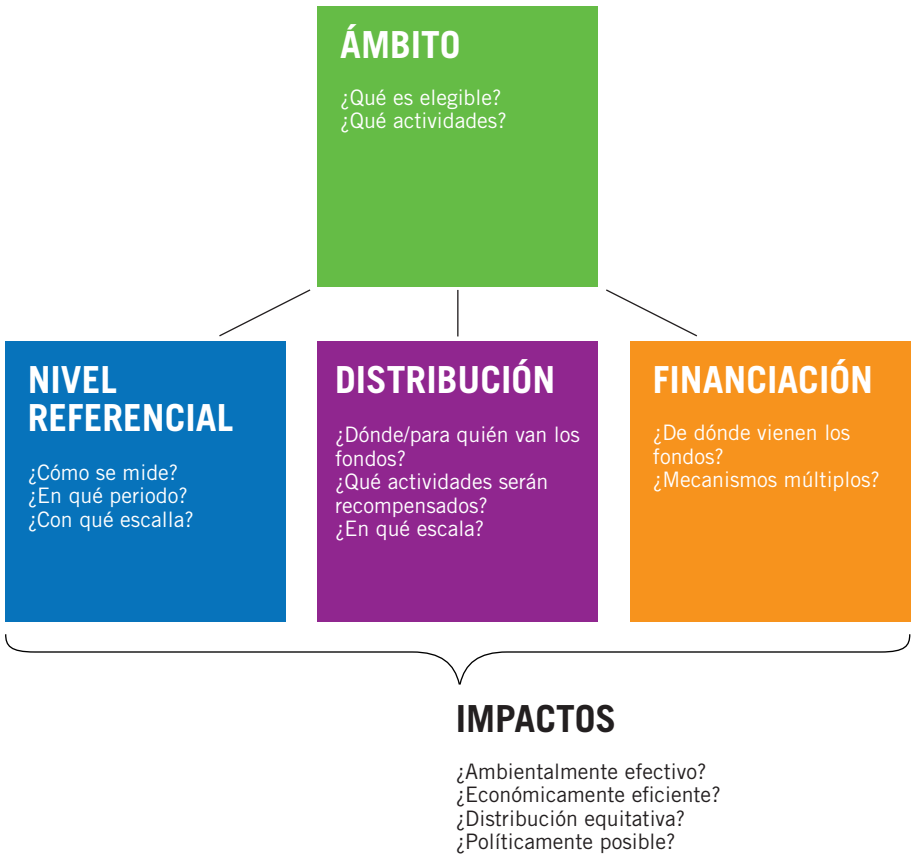 ÁMBITO
¿Qué es elegible?
¿Qué actividades?
NIVEL
REFERENCIAL
¿Cómo se mide?
¿En qué periodo?
¿Con qué escalla?
DISTRIBUCIÓN
¿Dónde/para quién van los
fondos?
¿Qué actividades serán
recompensados?
¿En qué escala?
FINANCIACIÓN
¿De dónde vienen los
fondos?
¿Mecanismos múltiplos?
IMPACTOS
¿Ambientalmente efectivo?
¿Económicamente eficiente?
¿Distribución equitativa?
¿Políticamente posible?